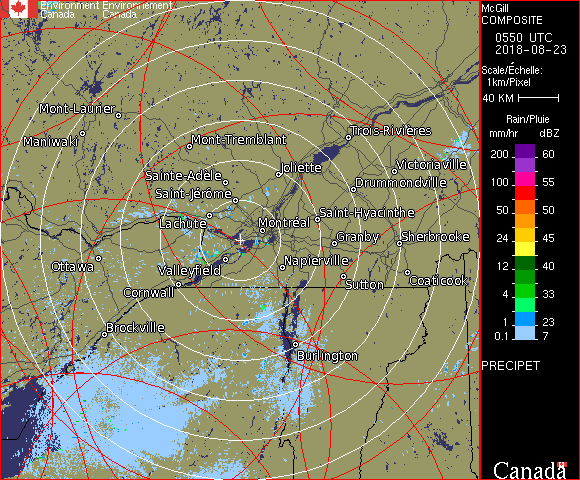 Environment Environnement
Canada Canada
McGill
COMPOSITE
0550 UTC
2018-08-23
Scale/Échelle:
1km/Pixel
40 KM
Rain/Pluie
mm/hr dBZ
200 60
100 55
50 50
24 45
12 40
4 33
1 23
0.1 7
PRECIPET
Canada
Mont-Laurier
Maniwaki
Mont-Tremblant
Trois-Rivières
Joliette
Victoriaville
Sainte-Adèle
Drummondville
Saint-Jérôme
Saint-Hyacinthe
Lachute
Montréal
Granby
Sherbrooke
Ottawa
Valleyfield
Napierville
Cornwall
Sutton
Coaticook
Brockville
Burlington